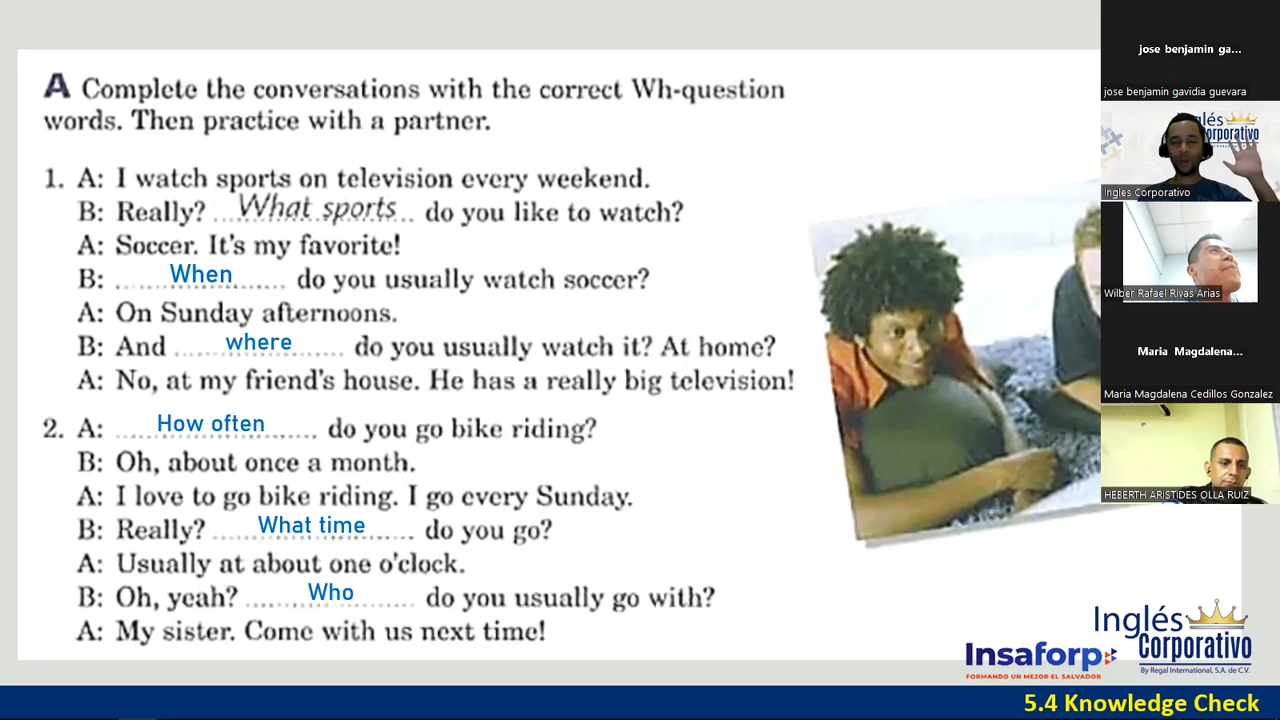 A Complete the conversations with the correct Wh-question
words. Then practice with a partner.
1. A: I watch sports on television every weekend.
B: Really? What sports do you like to watch?
A: Soccer. It's my favorite!
B: When do you usually watch soccer?
A: On Sunday afternoons.
B: And where do you usually watch it? At home?
A: No, at my friend's house. He has a really big television!
2. A: How often do you go bike riding?
B: Oh, about once a month.
A: I love to go bike riding. I go every Sunday.
B: Really? What time do you go?
A: Usually at about one o'clock.
B: Oh, yeah? Who do you usually go with?
A: My sister. Come with us next time!
jose benjamin ga...
jose benjamin gavidia guevara
glés
orporativo
Ingles Corporativo
Wilber Rafael Rivas Arias
Maria Magdalena...
Maria Magdalena Cedillos Gonzalez
HEBERTH ARISTIDES OLLA RUIZ
Insaforp
FORMANDO UN MEJOR EL SALVADOR
Inglés
Corporativo
By Regal International, S.A. de C.V.
5.4 Knowledge Check